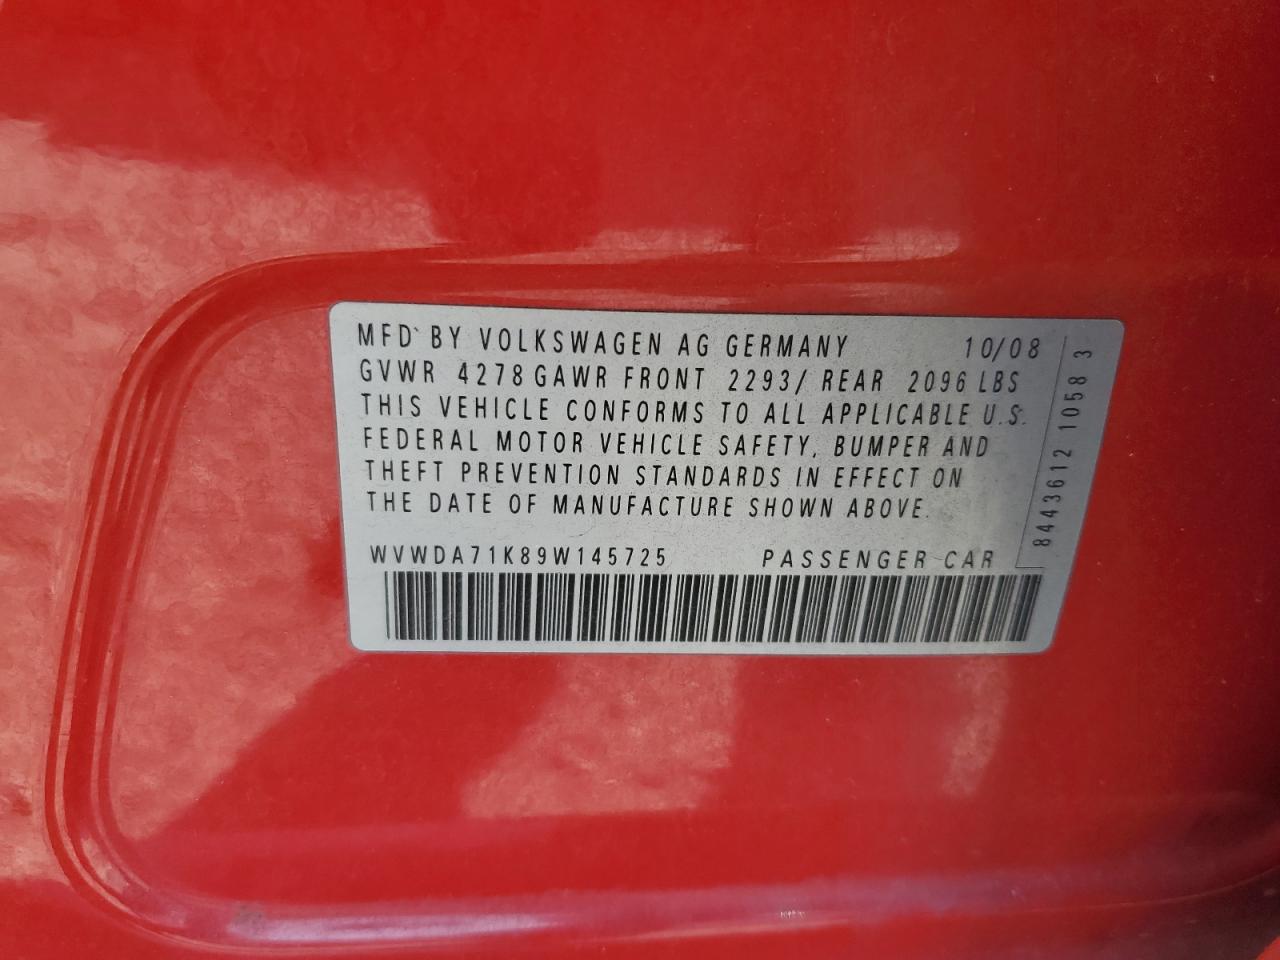 MFD BY VOLKSWAGEN AG GERMANY 10/08
GVWR 4278 GAWR FRONT 2293/ REAR 2096 LBS
THIS VEHICLE CONFORMS TO ALL APPLICABLE U.S.
FEDERAL MOTOR VEHICLE SAFETY, BUMPER AND
THEFT PREVENTION STANDARDS IN EFFECT ON
THE DATE OF MANUFACTURE SHOWN ABOVE.
WVWDA71K89W145725 PASSENGER CAR
8443612 1058 3